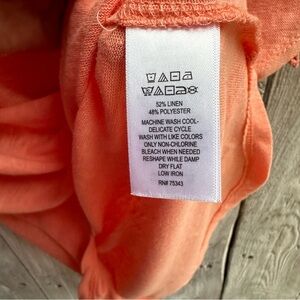 52% LINEN
48% POLYESTER
MACHINE WASH COOL-
DELICATE CYCLE
WASH WITH LIKE COLORS
ONLY NON-CHLORINE
BLEACH WHEN NEEDED
RESHAPE WHILE DAMP
DRY FLAT
LOW IRON
RN# 75343